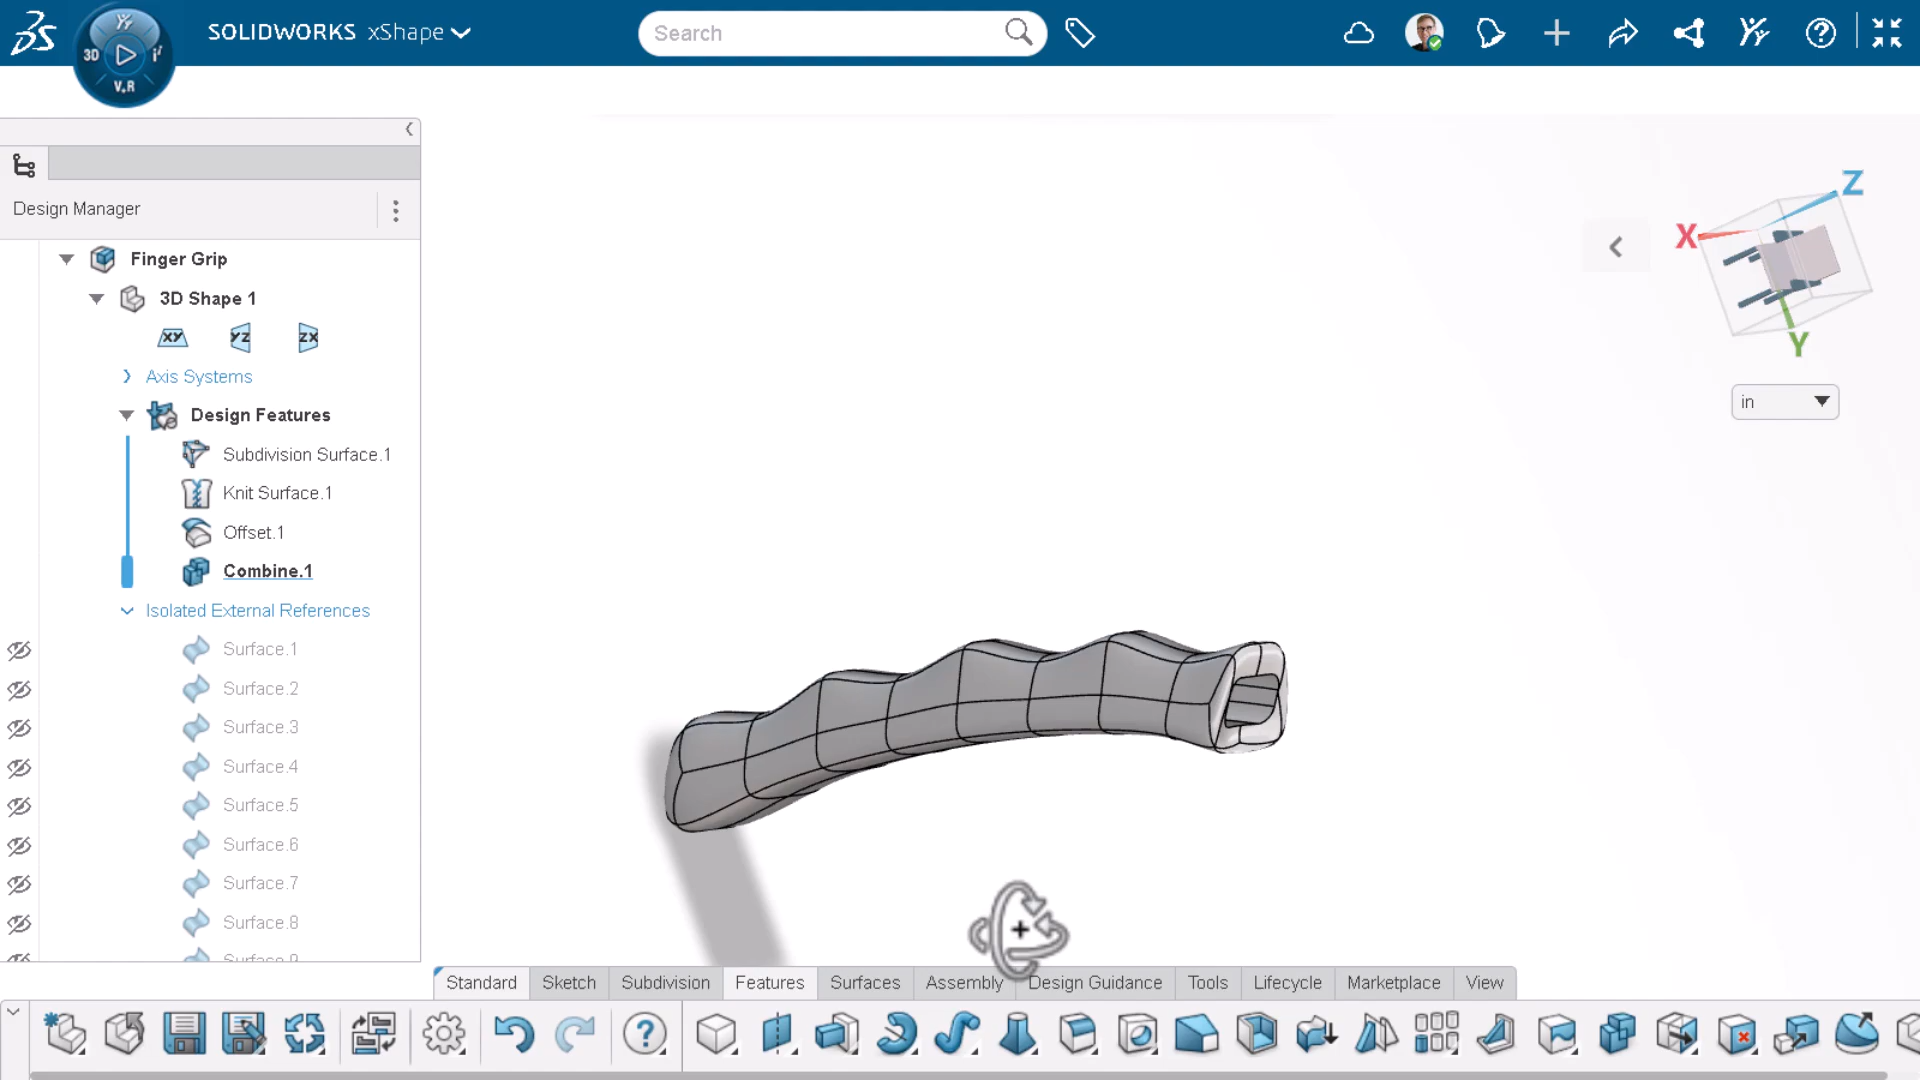 SOLIDWORKS xShape
Search
3D
V.R
Design Manager
Finger Grip
3D Shape 1
XY YZ ZX
Axis Systems
Design Features
Subdivision Surface.1
Knit Surface.1
Offset.1
Combine.1
Isolated External References
Surface.1
Surface.2
Surface.3
Surface.4
Surface.5
Surface.6
Surface.7
Surface.8
Surface.9
Z
X
Y
in
Standard Sketch Subdivision Features Surfaces Assembly Design Guidance Tools Lifecycle Marketplace View